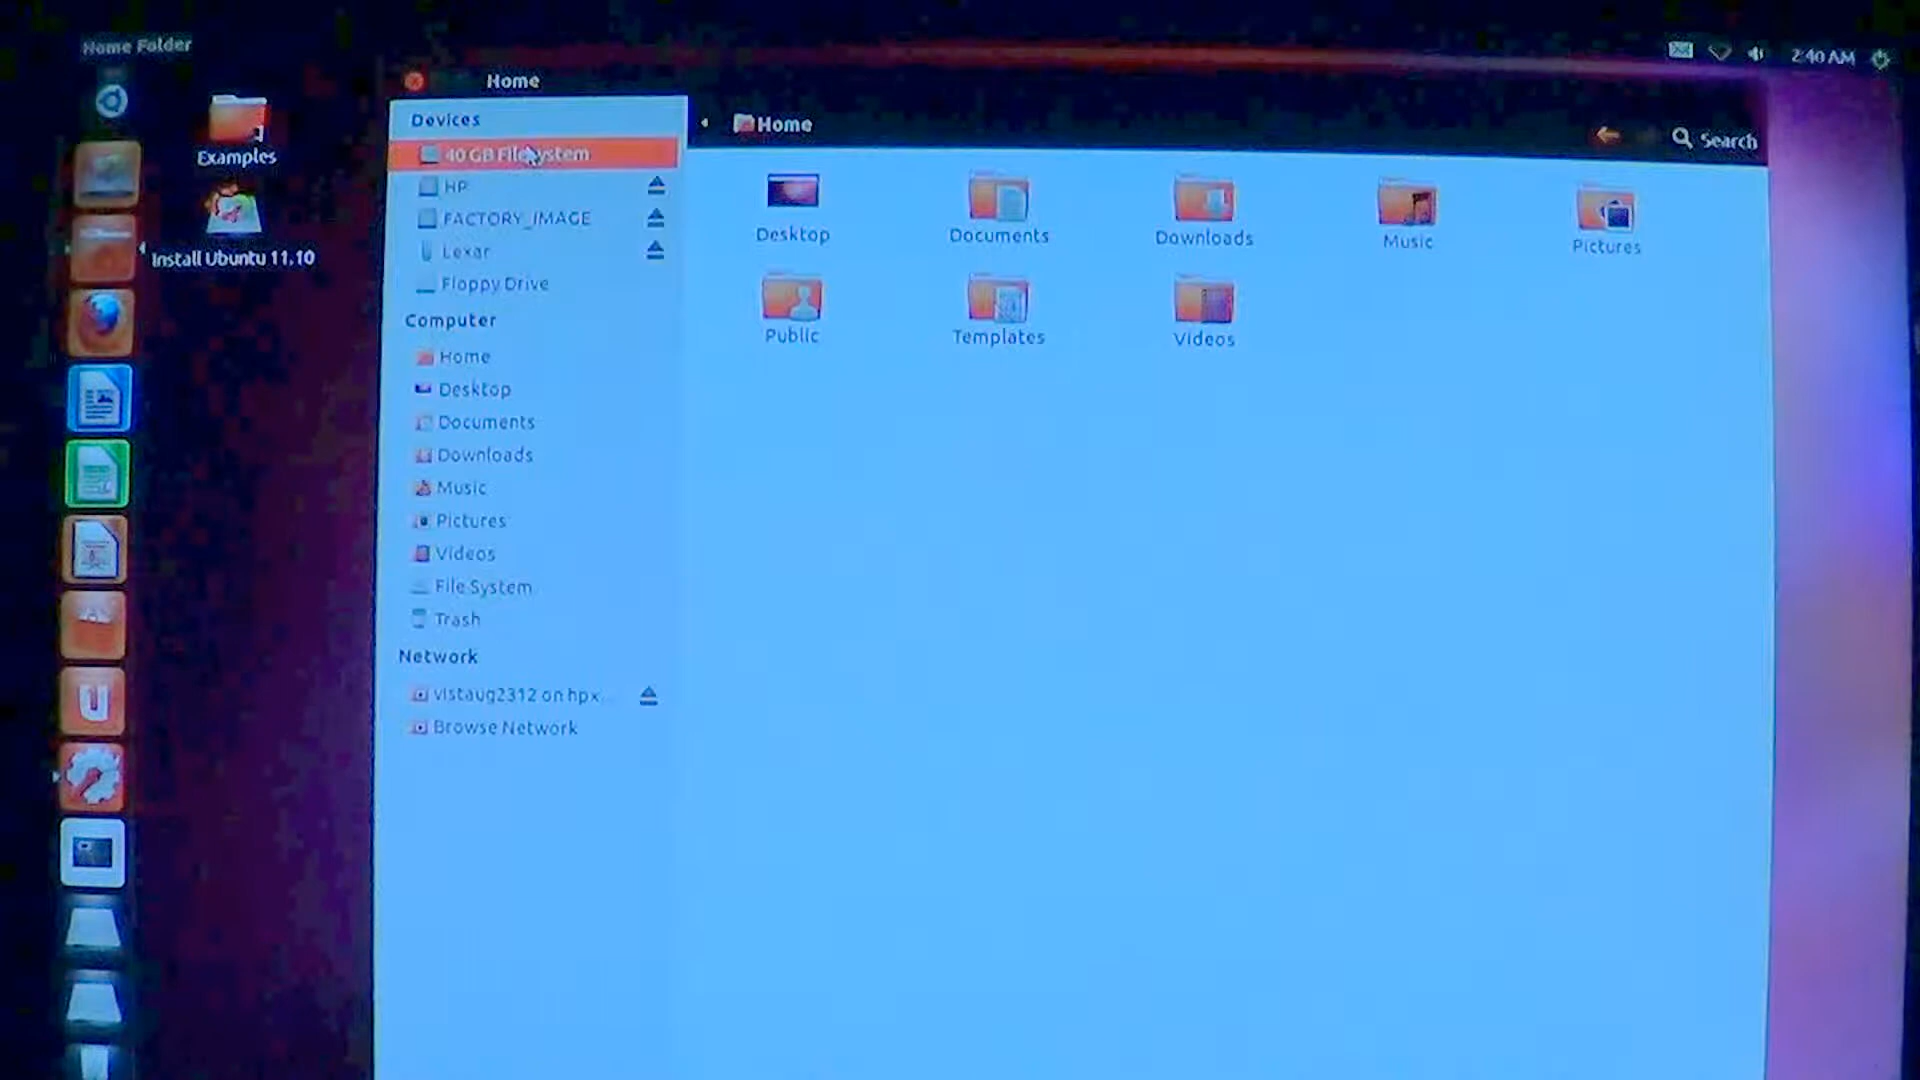 Home Folder
2:40 AM
Home
Examples
Install Ubuntu 11.10
Devices
40 GB Filesystem
HP
FACTORY_IMAGE
Lexar
Floppy Drive
Computer
Home
Desktop
Documents
Downloads
Music
Pictures
Videos
File System
Trash
Network
vistaug2312 on hpx...
Browse Network
Home
Search
Desktop
Documents
Downloads
Music
Pictures
Public
Templates
Videos